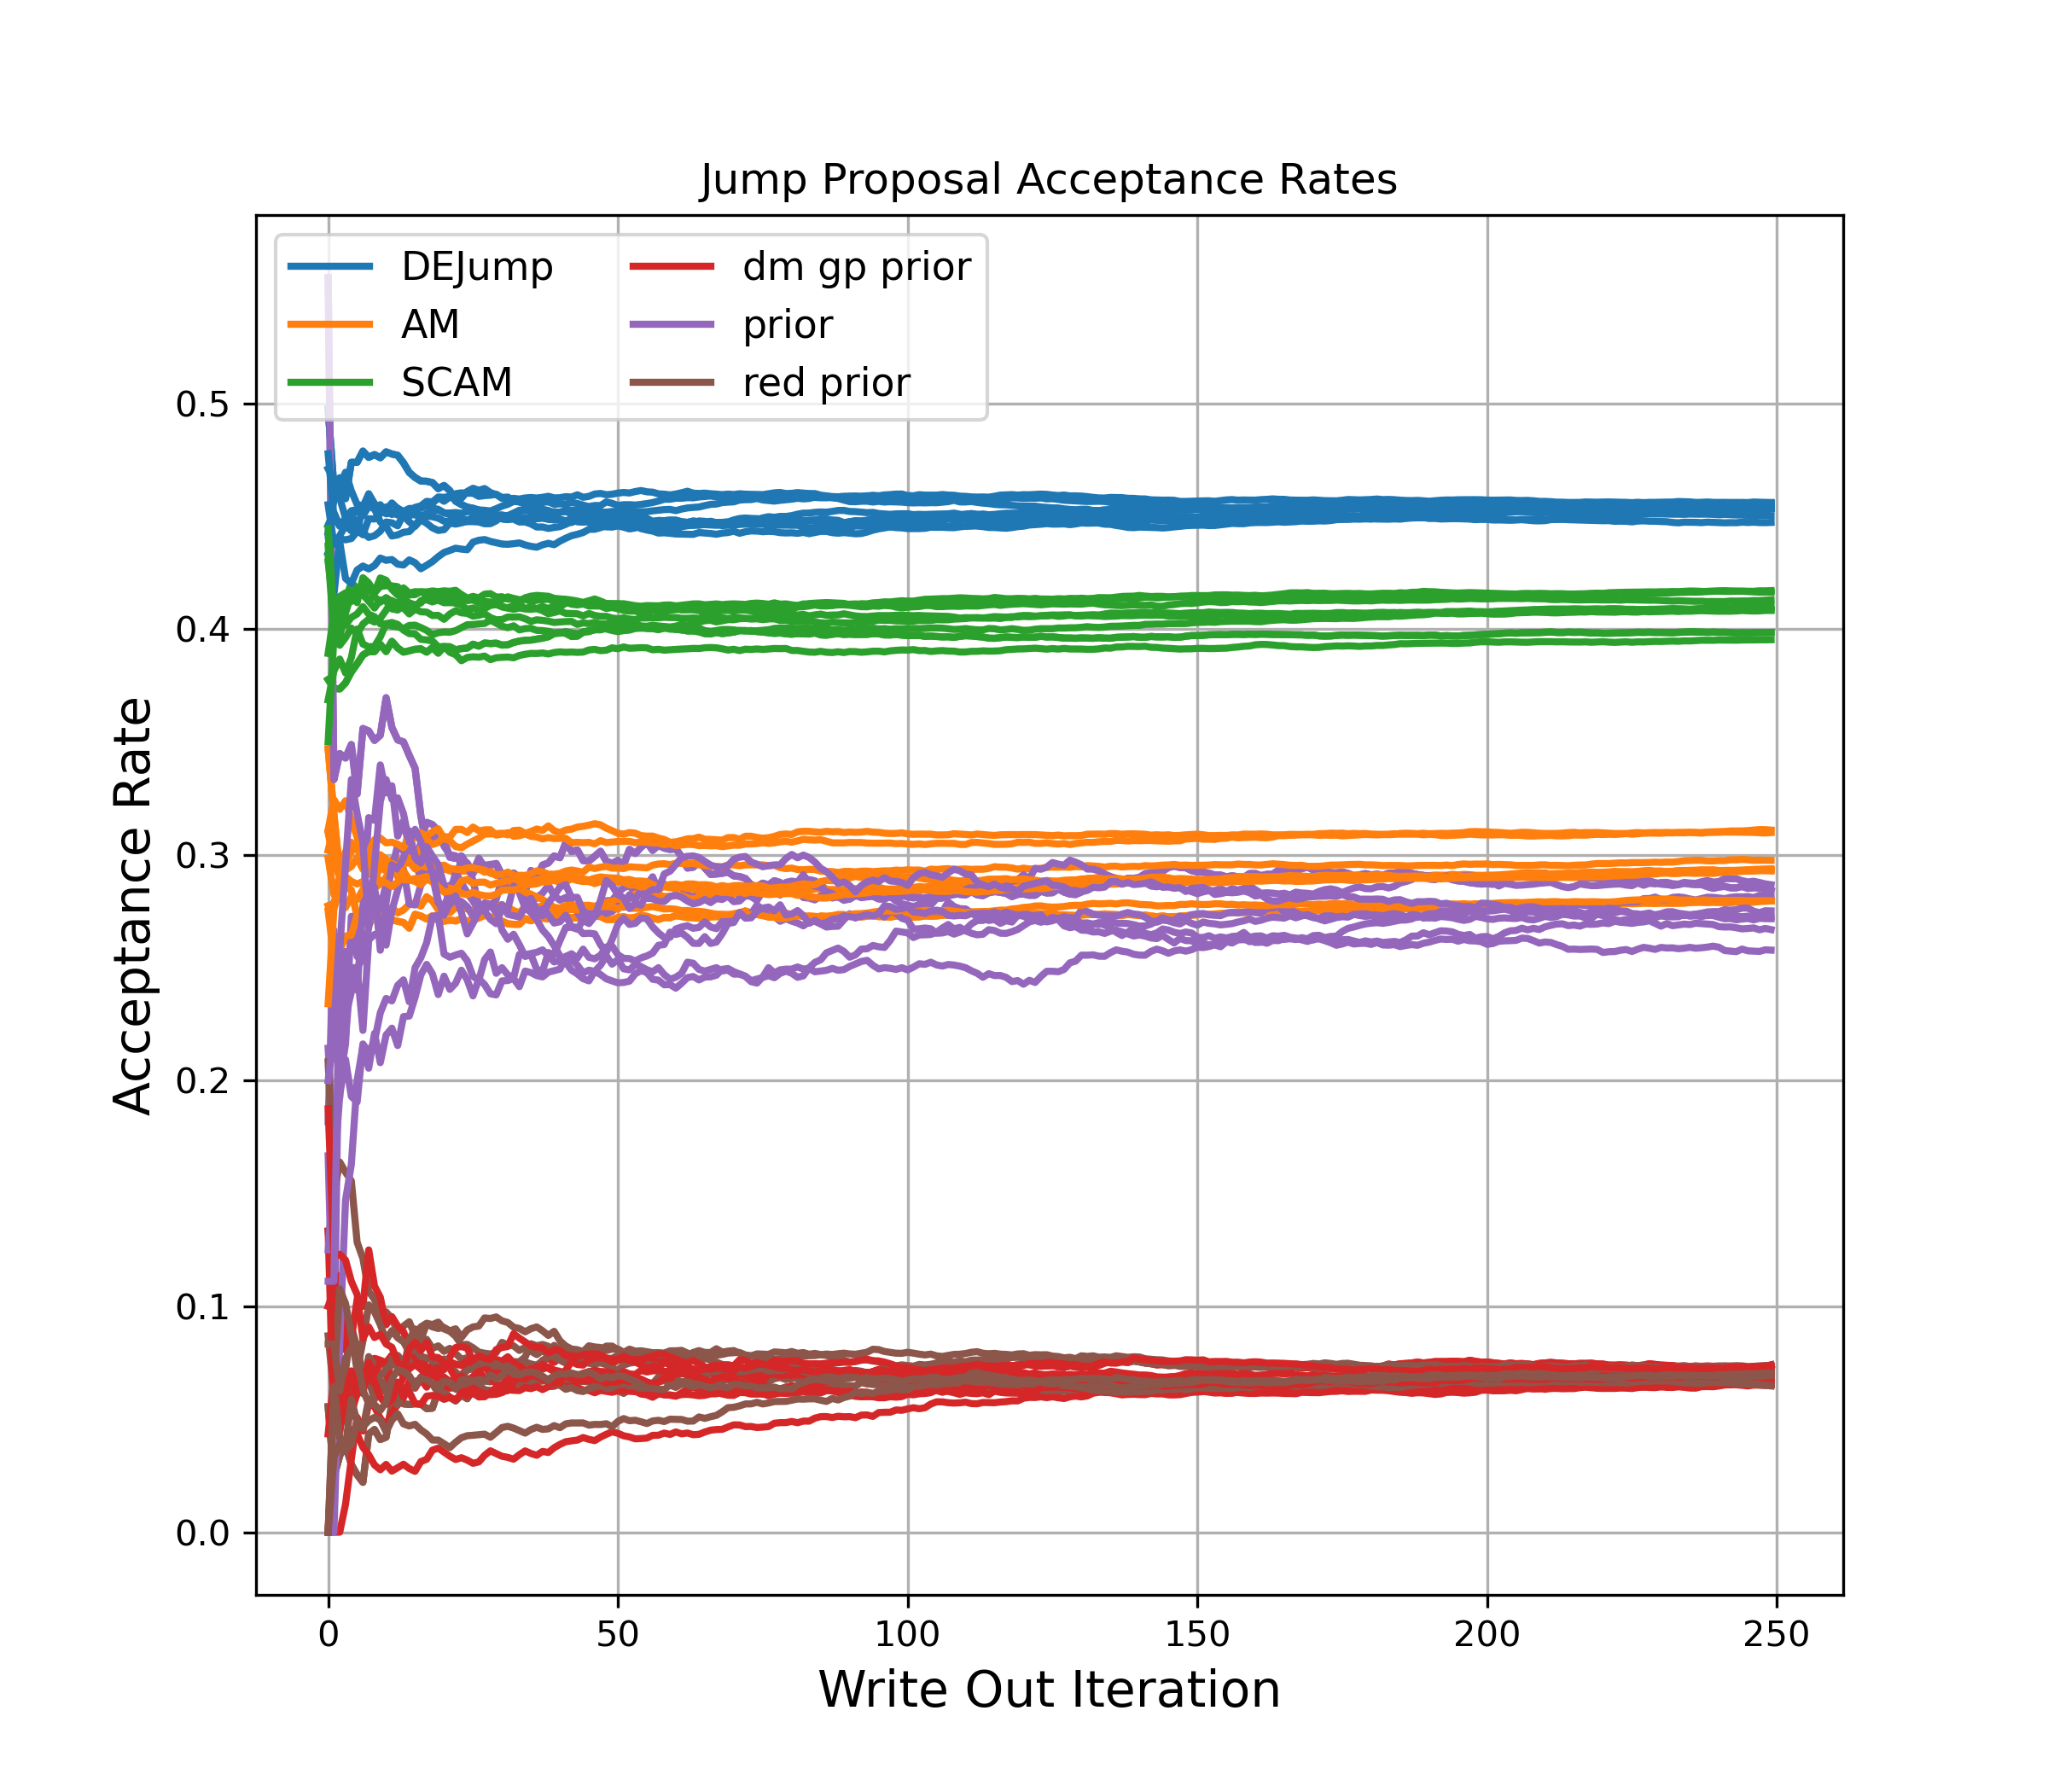 Jump Proposal Acceptance Rates
DEJump
AM
SCAM
dm gp prior
prior
red prior
Acceptance Rate
0.5
0.4
0.3
0.2
0.1
0.0
0 50 100 150 200 250
Write Out Iteration